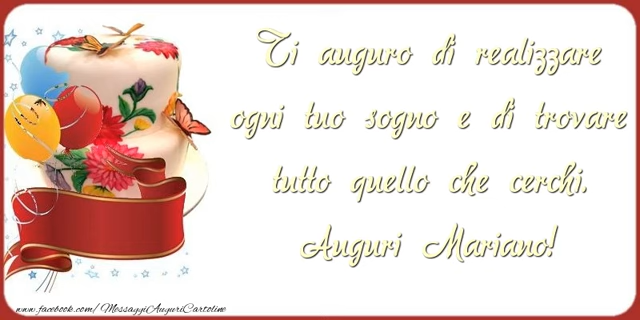 Ti auguro di realizzare
ogni tuo sogno e di trovare
tutto quello che cerchi.
Auguri Mariano!
www.facebook.com/MessaggiAuguriCartoline